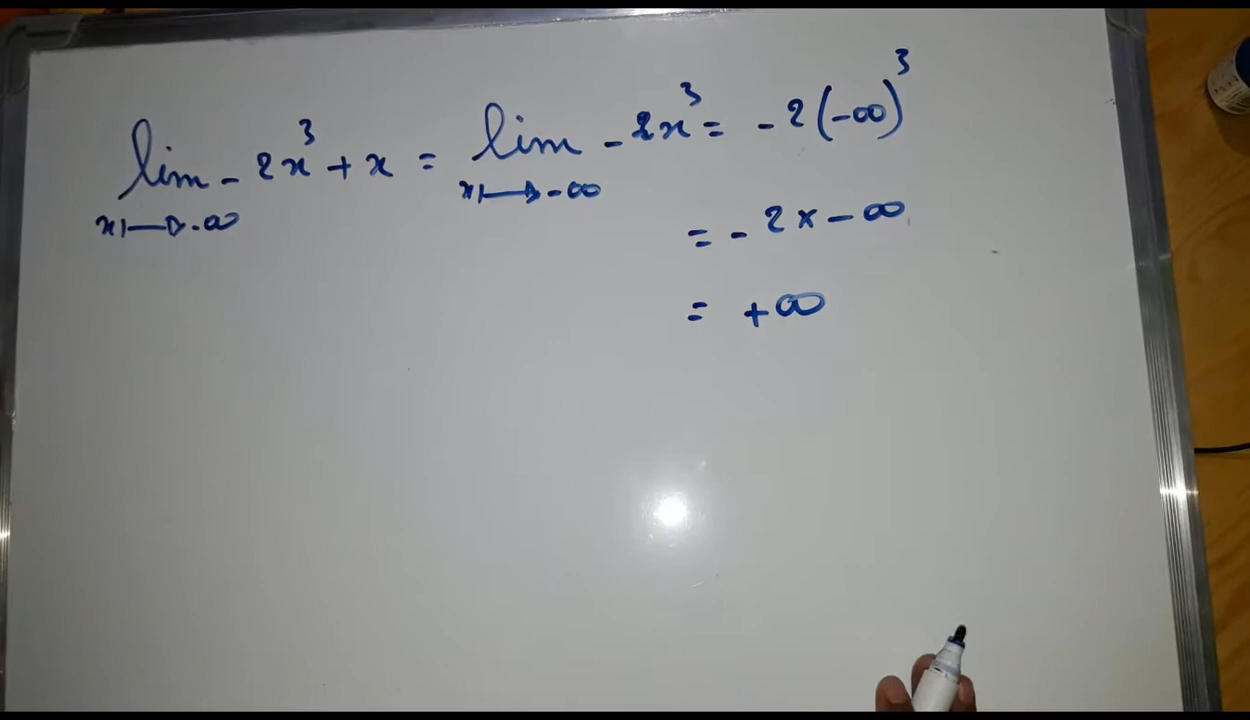 lim - 2x³ + x = lim - 2x³ = - 2(-∞)³
x↦-∞ x↦-∞
= - 2 x - ∞
= +∞